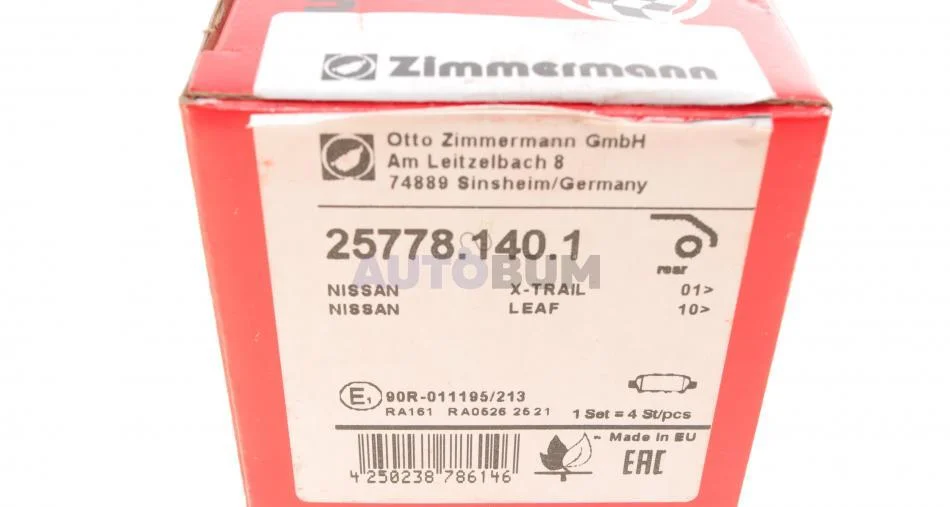 Zimmermann
Otto Zimmermann GmbH
Am Leitzelbach 8
74889 Sinsheim/Germany
25778.140.1
rear
AUTOBUM
NISSAN X-TRAIL 01>
NISSAN LEAF 10>
E1 90R-011195/213
RA161 RA0526 2521
1 Set = 4 St/pcs
Made in EU
4 250238 786146
EAC